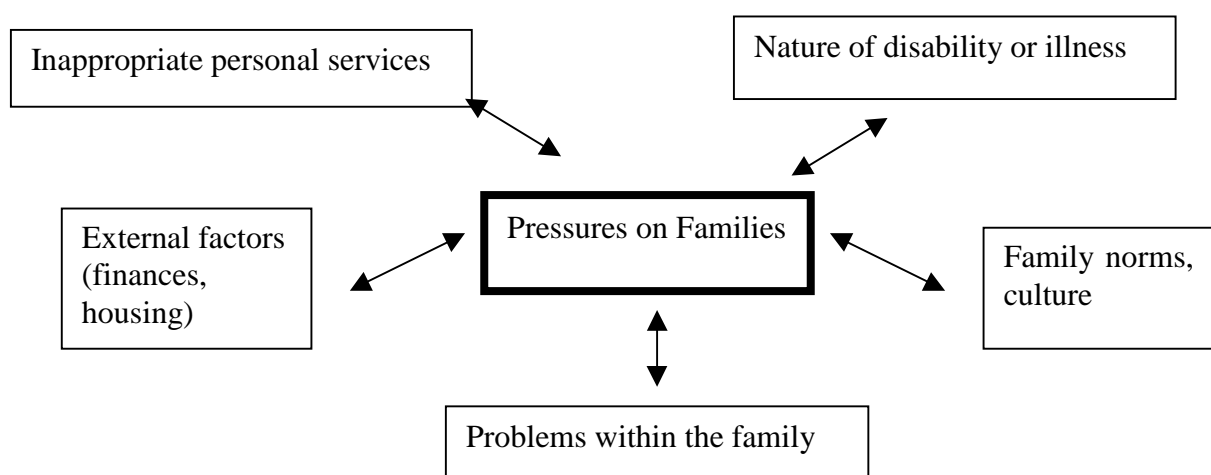 Inappropriate personal services
Nature of disability or illness
Pressures on Families
External factors
(finances,
housing)
Family norms,
culture
Problems within the family